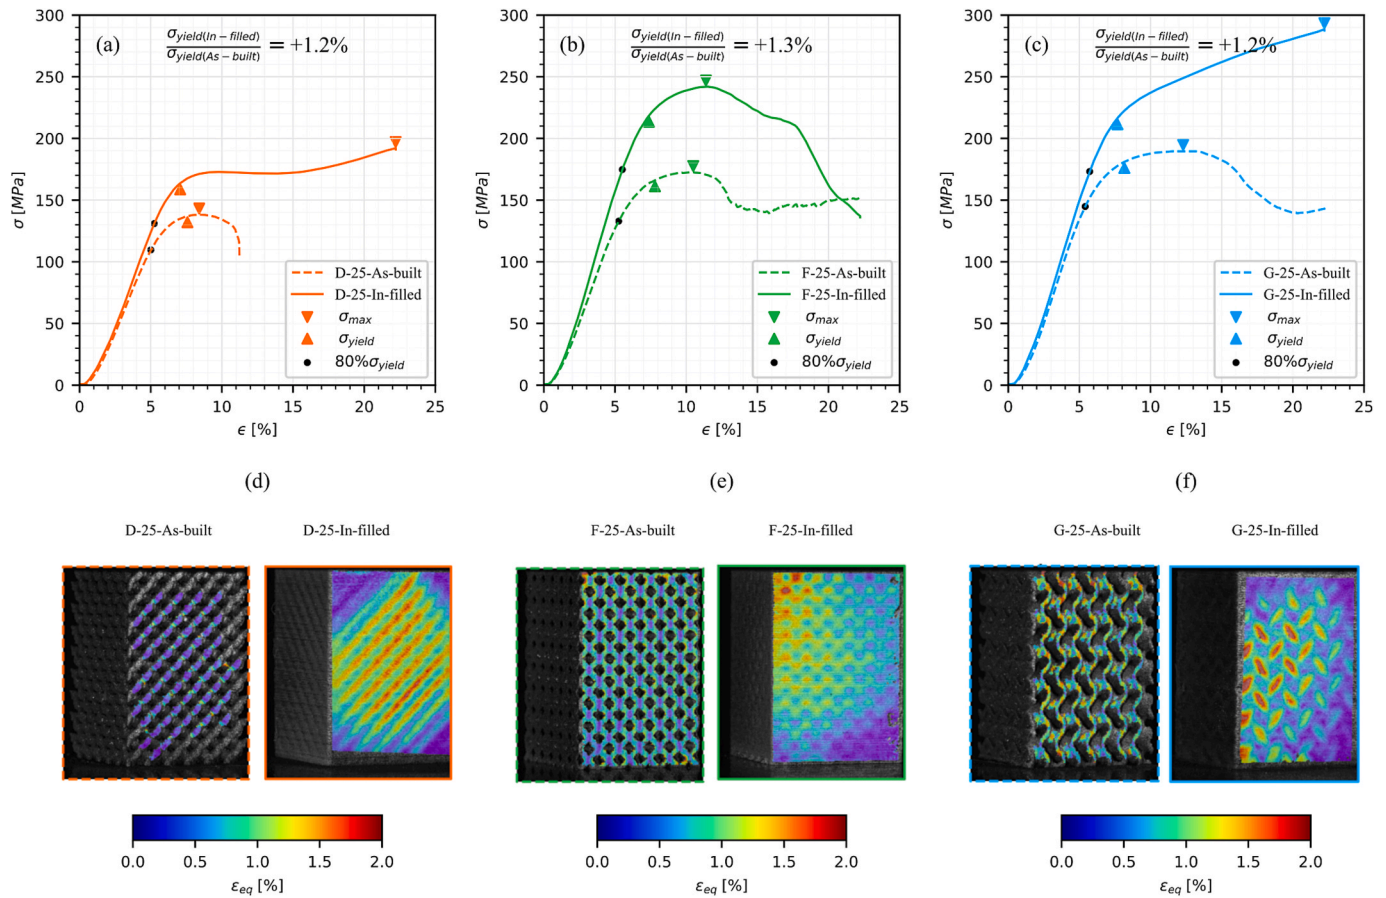 (a) σyield(In−filled)/σyield(As−built) = +1.2%
300
250
200
150
100
50
0
σ [MPa]
0 5 10 15 20 25
ϵ [%]
D-25-As-built
D-25-In-filled
σmax
σyield
80%σyield
(b) σyield(In−filled)/σyield(As−built) = +1.3%
300
250
200
150
100
50
0
σ [MPa]
0 5 10 15 20 25
ϵ [%]
F-25-As-built
F-25-In-filled
σmax
σyield
80%σyield
(c) σyield(In−filled)/σyield(As−built) = +1.2%
300
250
200
150
100
50
0
σ [MPa]
0 5 10 15 20 25
ϵ [%]
G-25-As-built
G-25-In-filled
σmax
σyield
80%σyield
(d) (e) (f)
D-25-As-built D-25-In-filled F-25-As-built F-25-In-filled G-25-As-built G-25-In-filled
0.0 0.5 1.0 1.5 2.0
εeq [%]
0.0 0.5 1.0 1.5 2.0
εeq [%]
0.0 0.5 1.0 1.5 2.0
εeq [%]